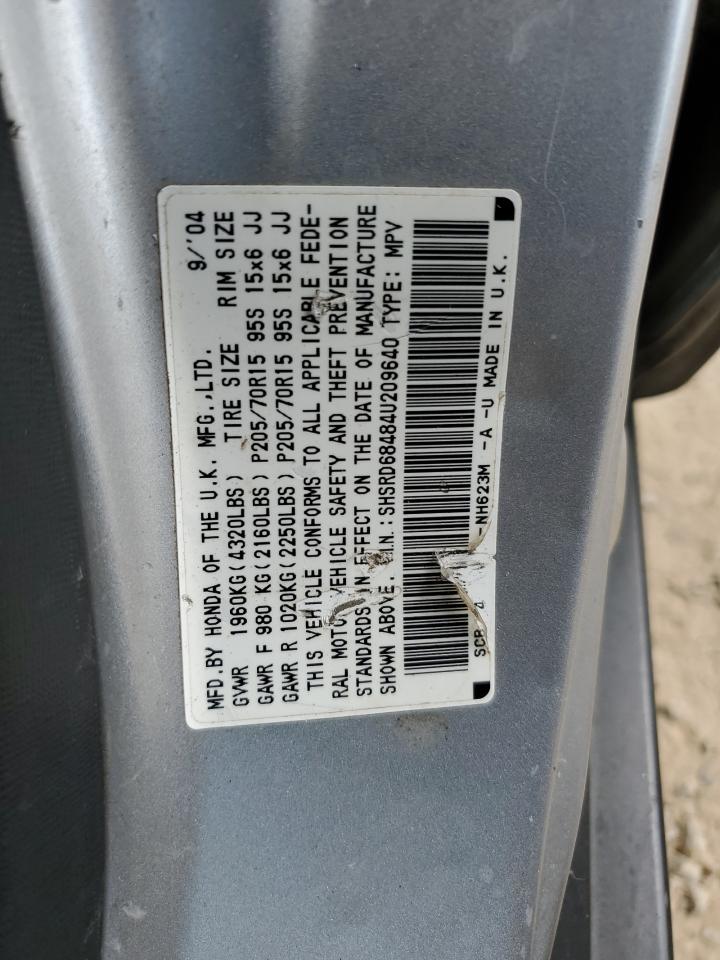 MFD.BY HONDA OF THE U.K. MFG.,LTD. 9/'04
GVWR 1960KG(4320LBS) TIRE SIZE RIM SIZE
GAWR F 980 KG(2160LBS) P205/70R15 95S 15x6 JJ
GAWR R 1020KG(2250LBS) P205/70R15 95S 15x6 JJ
THIS VEHICLE CONFORMS TO ALL APPLICABLE FEDE-
RAL MOTOR VEHICLE SAFETY AND THEFT PREVENTION
STANDARDS IN EFFECT ON THE DATE OF MANUFACTURE
SHOWN ABOVE. V.I.N.:SHSRD68484U209640 TYPE: MPV
-NH623M -A -U MADE IN U.K.